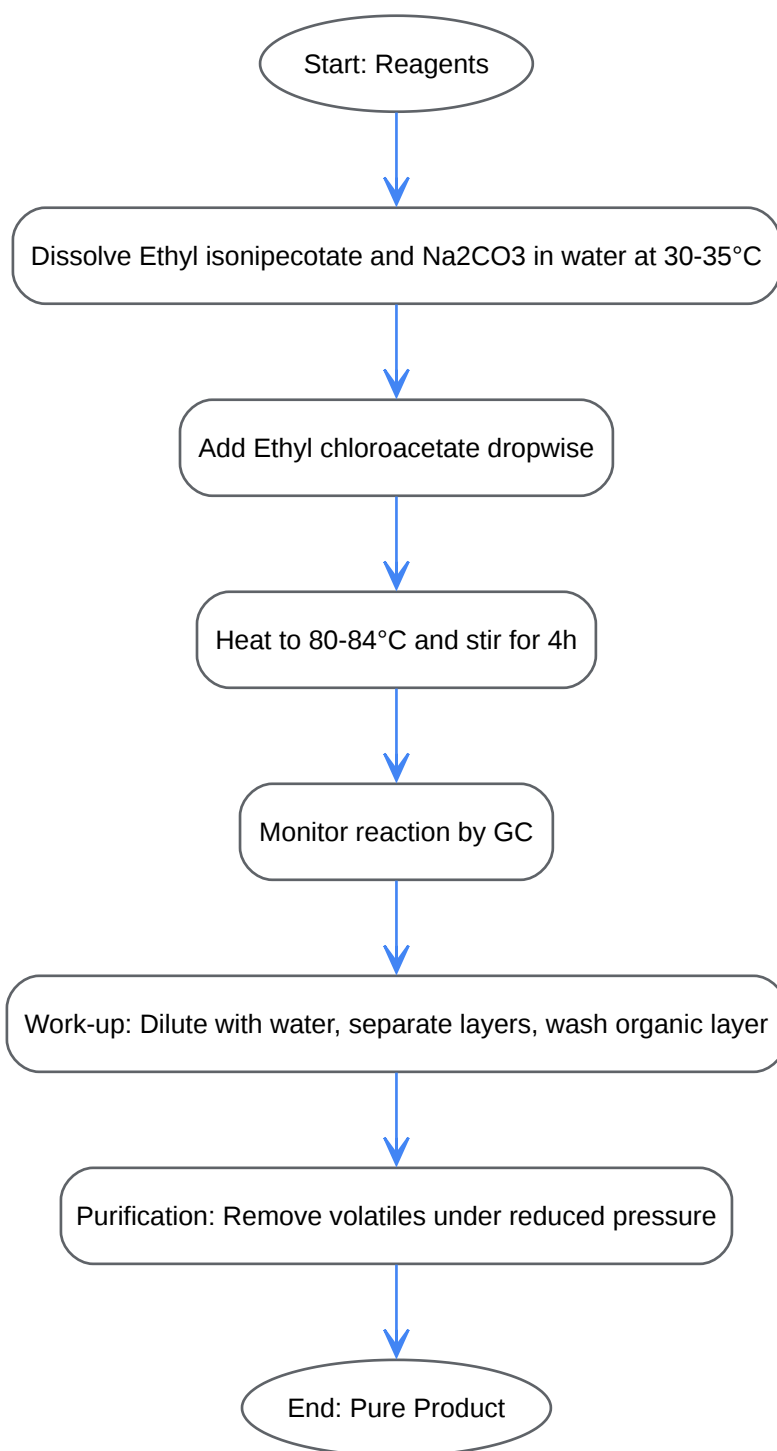 Start: Reagents
Dissolve Ethyl isonipecotate and Na2CO3 in water at 30-35°C
Add Ethyl chloroacetate dropwise
Heat to 80-84°C and stir for 4h
Monitor reaction by GC
Work-up: Dilute with water, separate layers, wash organic layer
Purification: Remove volatiles under reduced pressure
End: Pure Product